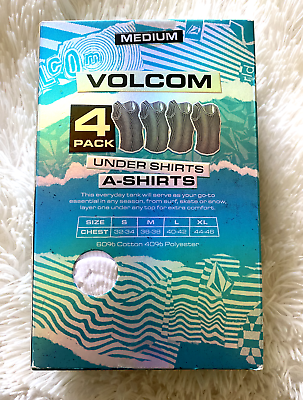 MEDIUM
VOLCOM
4
PACK
UNDER SHIRTS
A-SHIRTS
This everyday tank will serve as your go-to
essential in any season, from surf, skate or snow,
layer one under any top for extra comfort.
SIZE S M L XL
CHEST 32-34 36-38 40-42 44-46
60% Cotton 40% Polyester